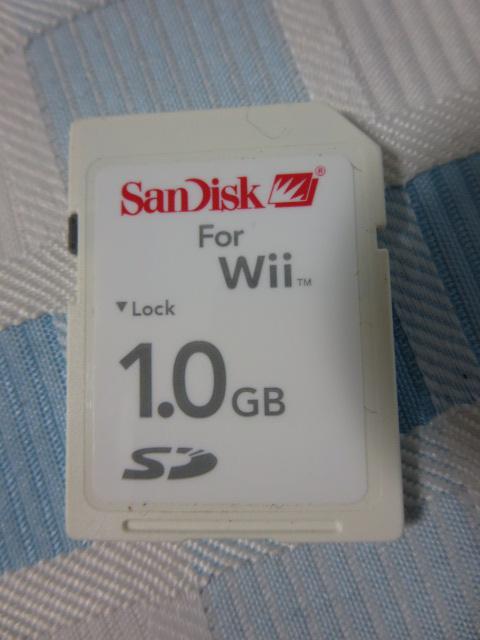 SanDisk®
For
Wii™
▼Lock
1.0GB
SD